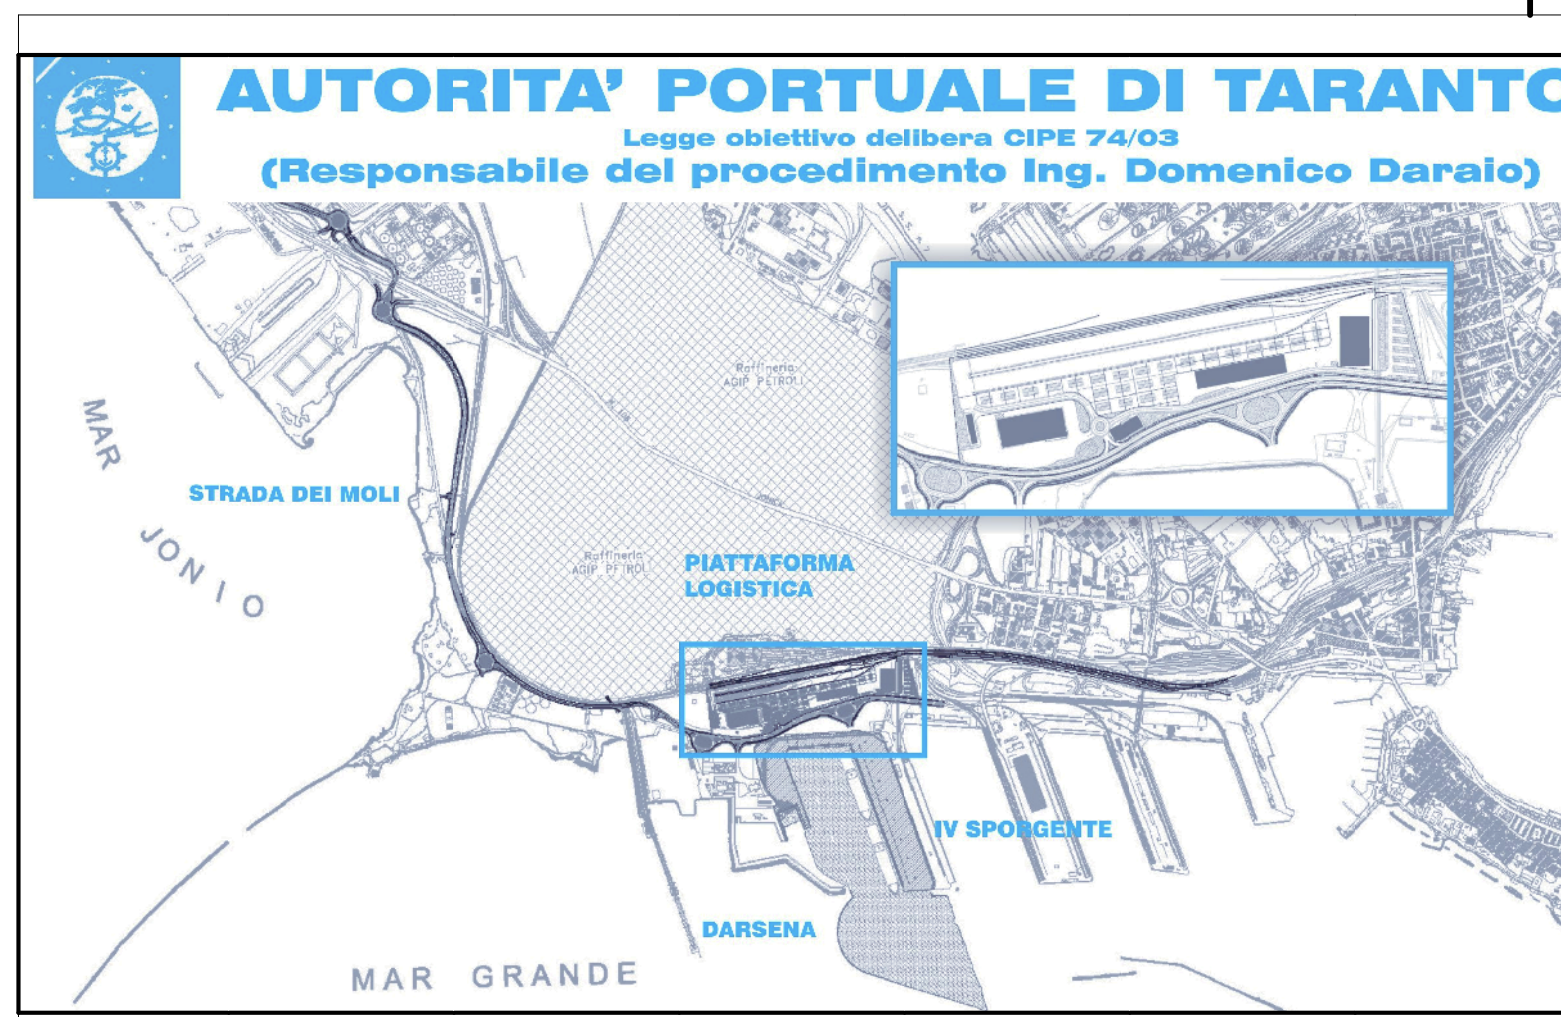 AUTORITA' PORTUALE DI TARANTO
Legge obiettivo delibera CIPE 74/03
(Responsabile del procedimento Ing. Domenico Daraio)
Raffineria
AGIP PETROLI
MAR
JONIO
STRADA DEI MOLI
Raffineria
AGIP PETROLI
PIATTAFORMA
LOGISTICA
IV SPORGENTE
DARSENA
MAR GRANDE